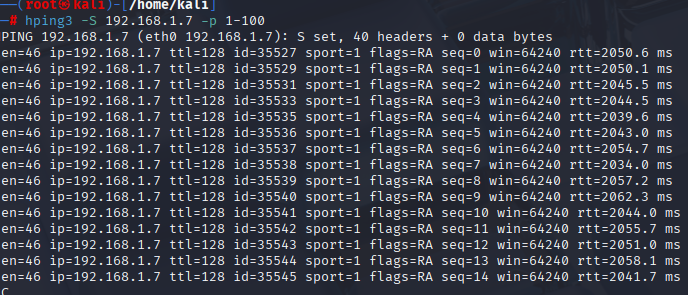 ──(root㉿kali)-[/home/kali]
─# hping3 -S 192.168.1.7 -p 1-100
PING 192.168.1.7 (eth0 192.168.1.7): S set, 40 headers + 0 data bytes
en=46 ip=192.168.1.7 ttl=128 id=35527 sport=1 flags=RA seq=0 win=64240 rtt=2050.6 ms
en=46 ip=192.168.1.7 ttl=128 id=35529 sport=1 flags=RA seq=1 win=64240 rtt=2050.1 ms
en=46 ip=192.168.1.7 ttl=128 id=35531 sport=1 flags=RA seq=2 win=64240 rtt=2045.5 ms
en=46 ip=192.168.1.7 ttl=128 id=35533 sport=1 flags=RA seq=3 win=64240 rtt=2044.5 ms
en=46 ip=192.168.1.7 ttl=128 id=35535 sport=1 flags=RA seq=4 win=64240 rtt=2039.6 ms
en=46 ip=192.168.1.7 ttl=128 id=35536 sport=1 flags=RA seq=5 win=64240 rtt=2043.0 ms
en=46 ip=192.168.1.7 ttl=128 id=35537 sport=1 flags=RA seq=6 win=64240 rtt=2054.7 ms
en=46 ip=192.168.1.7 ttl=128 id=35538 sport=1 flags=RA seq=7 win=64240 rtt=2034.0 ms
en=46 ip=192.168.1.7 ttl=128 id=35539 sport=1 flags=RA seq=8 win=64240 rtt=2057.2 ms
en=46 ip=192.168.1.7 ttl=128 id=35540 sport=1 flags=RA seq=9 win=64240 rtt=2062.3 ms
en=46 ip=192.168.1.7 ttl=128 id=35541 sport=1 flags=RA seq=10 win=64240 rtt=2044.0 ms
en=46 ip=192.168.1.7 ttl=128 id=35542 sport=1 flags=RA seq=11 win=64240 rtt=2055.7 ms
en=46 ip=192.168.1.7 ttl=128 id=35543 sport=1 flags=RA seq=12 win=64240 rtt=2051.0 ms
en=46 ip=192.168.1.7 ttl=128 id=35544 sport=1 flags=RA seq=13 win=64240 rtt=2058.1 ms
en=46 ip=192.168.1.7 ttl=128 id=35545 sport=1 flags=RA seq=14 win=64240 rtt=2041.7 ms
C